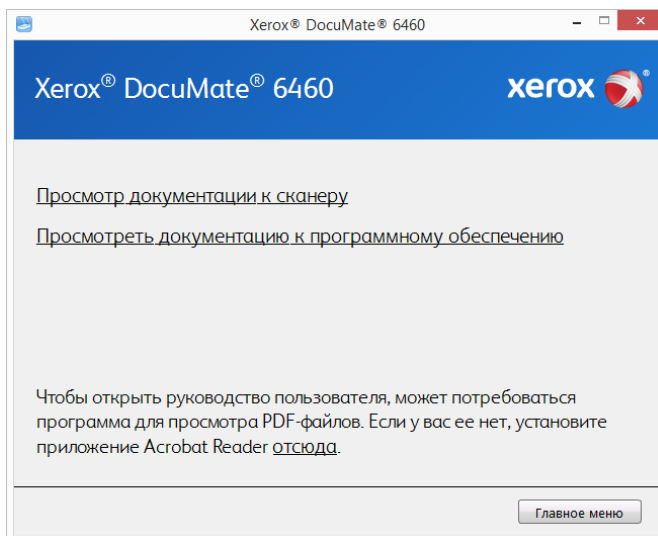 Xerox® DocuMate® 6460
Xerox® DocuMate® 6460
xerox®
Просмотр документации к сканеру
Просмотреть документацию к программному обеспечению
Чтобы открыть руководство пользователя, может потребоваться
программа для просмотра PDF-файлов. Если у вас ее нет, установите
приложение Acrobat Reader отсюда.
Главное меню